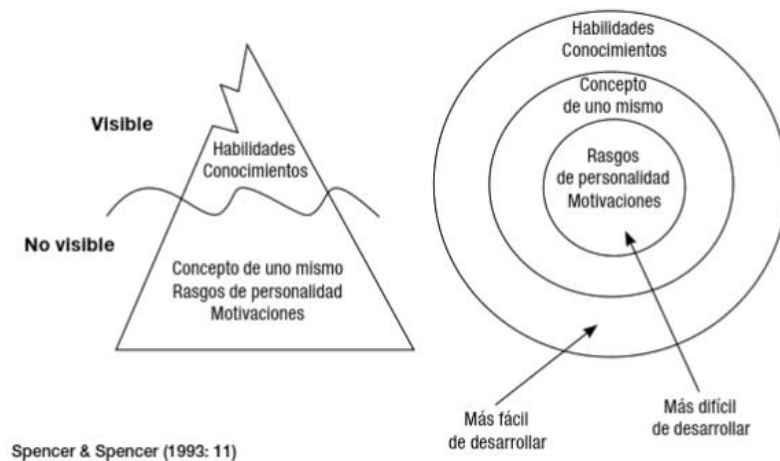 Visible
Habilidades
Conocimientos
No visible
Concepto de uno mismo
Rasgos de personalidad
Motivaciones
Habilidades
Conocimientos
Concepto
de uno mismo
Rasgos
de personalidad
Motivaciones
Más fácil
de desarrollar
Más difícil
de desarrollar
Spencer & Spencer (1993: 11)